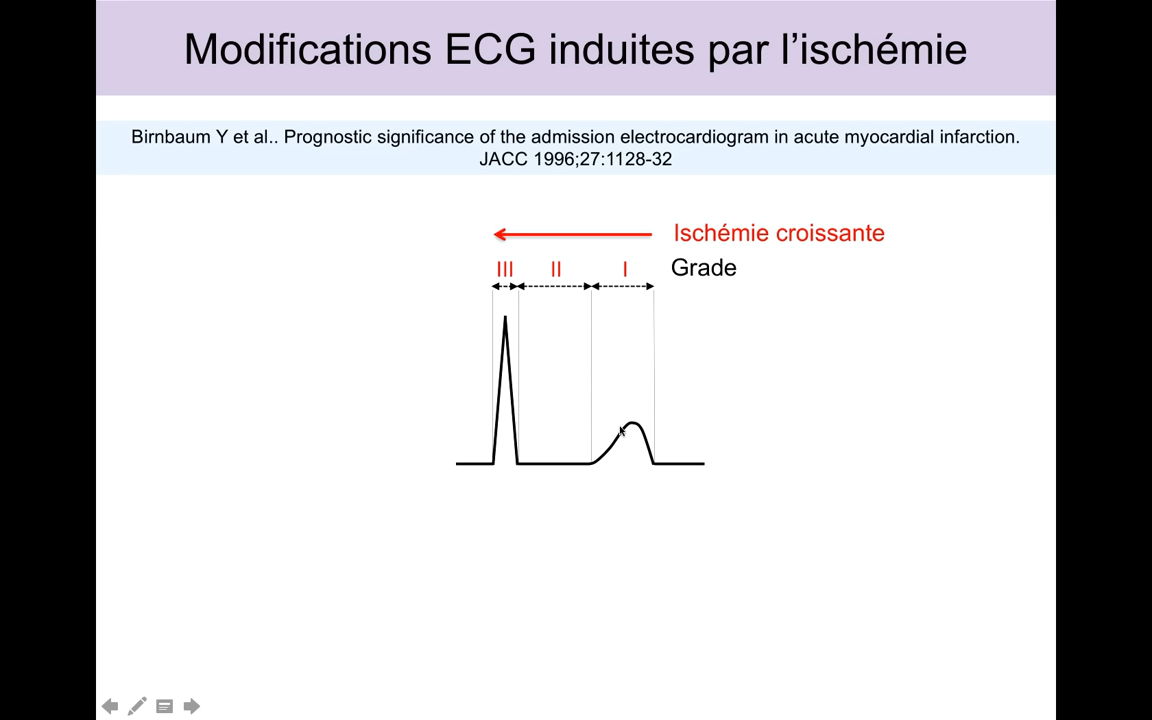 Modifications ECG induites par l’ischémie
Birnbaum Y et al.. Prognostic significance of the admission electrocardiogram in acute myocardial infarction.
JACC 1996;27:1128-32
Ischémie croissante
III II I Grade